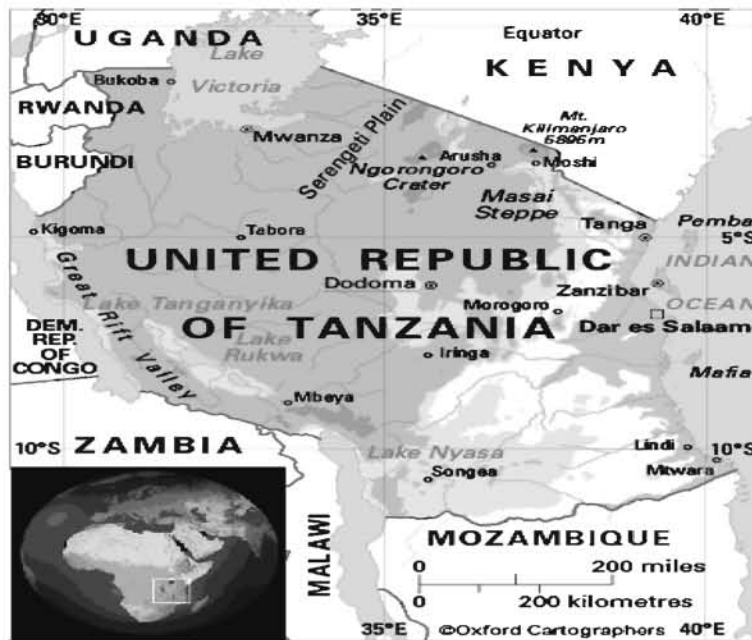 30°E
35°E
40°E
UGANDA
Equator
Lake
Victoria
KENYA
Bukoba
RWANDA
Mt.
Kilimanjaro
5895m
Mwanza
Serengeti Plain
BURUNDI
Arusha
Moshi
Ngorongoro
Crater
Masai
Steppe
Kigoma
Tabora
Tanga
Pemba
5°S
UNITED REPUBLIC
INDIAN
Dodoma
Zanzibar
Great Rift Valley
Lake Tanganyika
OCEAN
Morogoro
OF TANZANIA
Dar es Salaam
DEM.
REP.
OF
CONGO
Lake
Rukwa
Iringa
Mafia
Mbeya
10°S
ZAMBIA
Lake Nyasa
Lindi
10°S
Songea
Mtwara
MALAWI
MOZAMBIQUE
0
200 miles
0
200 kilometres
35°E
©Oxford Cartographers
40°E